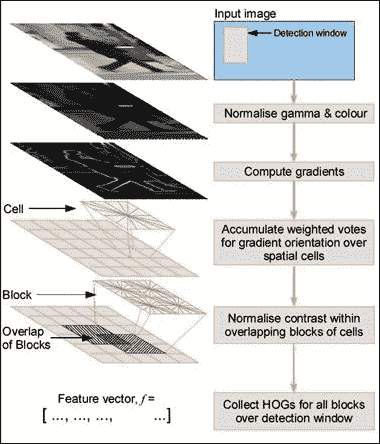 Input image
Detection window
Normalise gamma & colour
Compute gradients
Cell
Accumulate weighted votes
for gradient orientation over
spatial cells
Block
Overlap
of Blocks
Normalise contrast within
overlapping blocks of cells
Feature vector, f =
[ ..., ..., ..., ...]
Collect HOGs for all blocks
over detection window